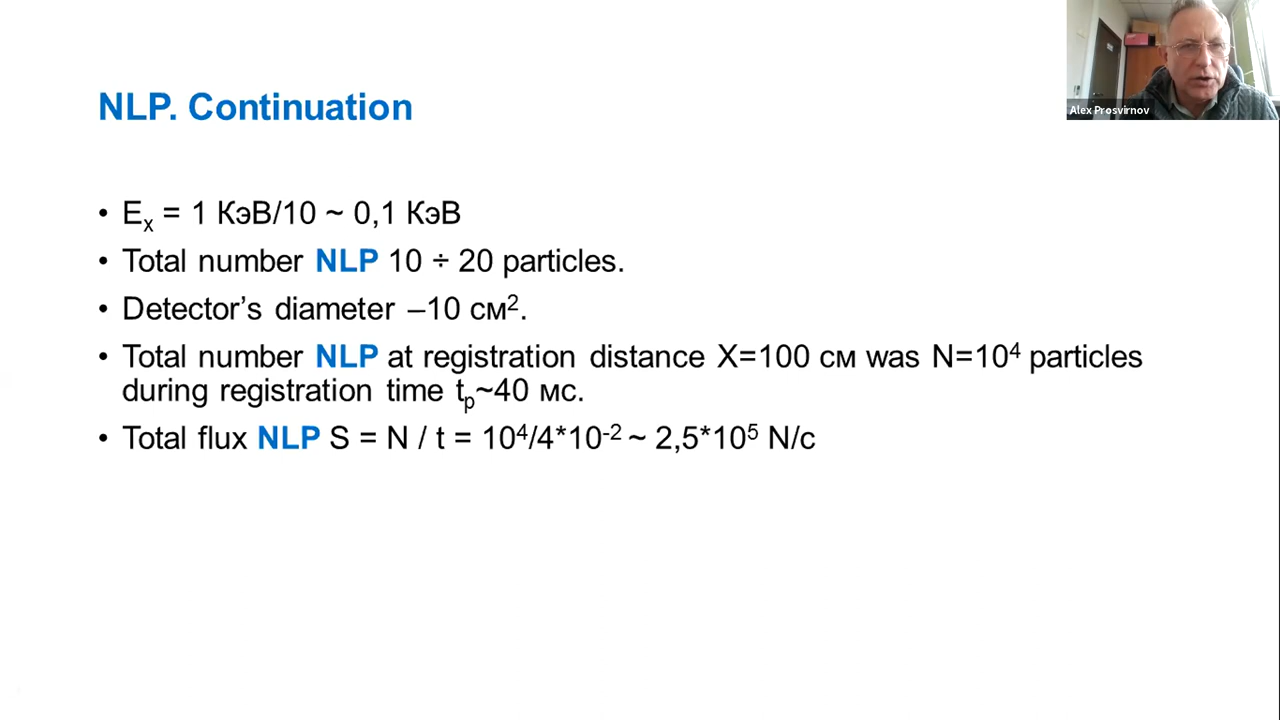 NLP. Continuation
Alex Prosvirnov
• Eₓ = 1 КэВ/10 ~ 0,1 КэВ
• Total number NLP 10 ÷ 20 particles.
• Detector’s diameter –10 см².
• Total number NLP at registration distance X=100 см was N=10⁴ particles
during registration time tₚ~40 мс.
• Total flux NLP S = N / t = 10⁴/4*10⁻² ~ 2,5*10⁵ N/c